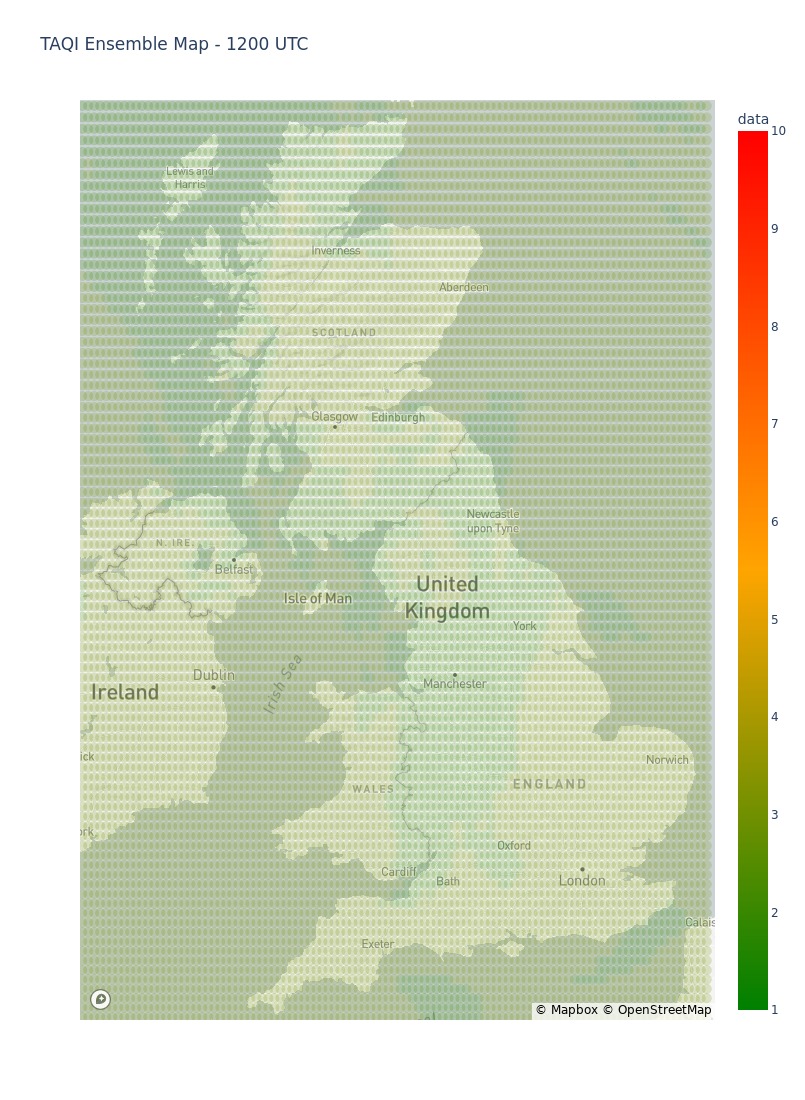 TAQI Ensemble Map - 1200 UTC
data
10
9
8
7
6
5
4
3
2
1
Lewis and
Harris
Inverness
Aberdeen
SCOTLAND
Glasgow
Edinburgh
Newcastle
upon Tyne
N. IRE.
Belfast
Isle of Man
United
Kingdom
York
Dublin
Manchester
Ireland
Irish Sea
ick
Norwich
ENGLAND
WALES
ork
Oxford
Cardiff
Bath
London
Calais
Exeter
© Mapbox © OpenStreetMap